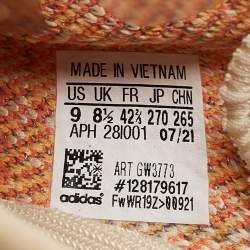 MADE IN VIETNAM
US UK FR JP CHN
9 8½ 42⅔ 270 265
APH 28I001 07/21
ART GW3773
#128179617
adidas® FwWR19Z>00921